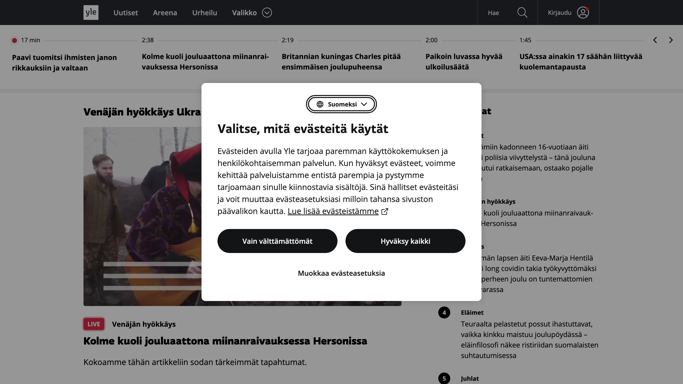 yle Uutiset Areena Urheilu Valikko Hae Kirjaudu
17 min
Paavi tuomitsi ihmisten janon
rikkauksiin ja valtaan
2:38
Kolme kuoli jouluaattona miinanrai-
vauksessa Hersonissa
2:19
Britannian kuningas Charles pitää
ensimmäisen joulupuheensa
2:00
Paikoin luvassa hyvää
ulkoilusäätä
1:45
USA:ssa ainakin 17 säähän liittyvää
kuolemantapausta
Venäjän hyökkäys Ukra
Suomeksi
Valitse, mitä evästeitä käytät
Evästeiden avulla Yle tarjoaa paremman käyttökokemuksen ja
henkilökohtaisemman palvelun. Kun hyväksyt evästeet, voimme
kehittää palveluistamme entistä parempia ja pystymme
tarjoamaan sinulle kiinnostavia sisältöjä. Sinä hallitset evästeitäsi
ja voit muuttaa evästeasetuksiasi milloin tahansa sivuston
päävalikon kautta. Lue lisää evästeistämme
Vain välttämättömät
Hyväksy kaikki
Muokkaa evästeasetuksia
LIVE Venäjän hyökkäys
Kolme kuoli jouluaattona miinanraivauksessa Hersonissa
Kokoamme tähän artikkeliin sodan tärkeimmät tapahtumat.
at
t
ömiin kadonneen 16-vuotiaan äiti
i poliisia viivyttelystä – tänä jouluna
utui ratkaisemaan, ostaako pojalle
n hyökkäys
kuoli jouluaattona miinanraivauk-
Hersonissa
s
män lapsen äiti Eeva-Marja Hentilä
i long covidin takia työkyvyttömäksi
perheen joulu on tuntemattomien
varassa
4 Eläimet
Teuraalta pelastetut possut ihastuttavat,
vaikka kinkku maistuu joulupöydässä –
eläinfilosofi näkee ristiriidan suomalaisten
suhtautumisessa
5 Juhlat